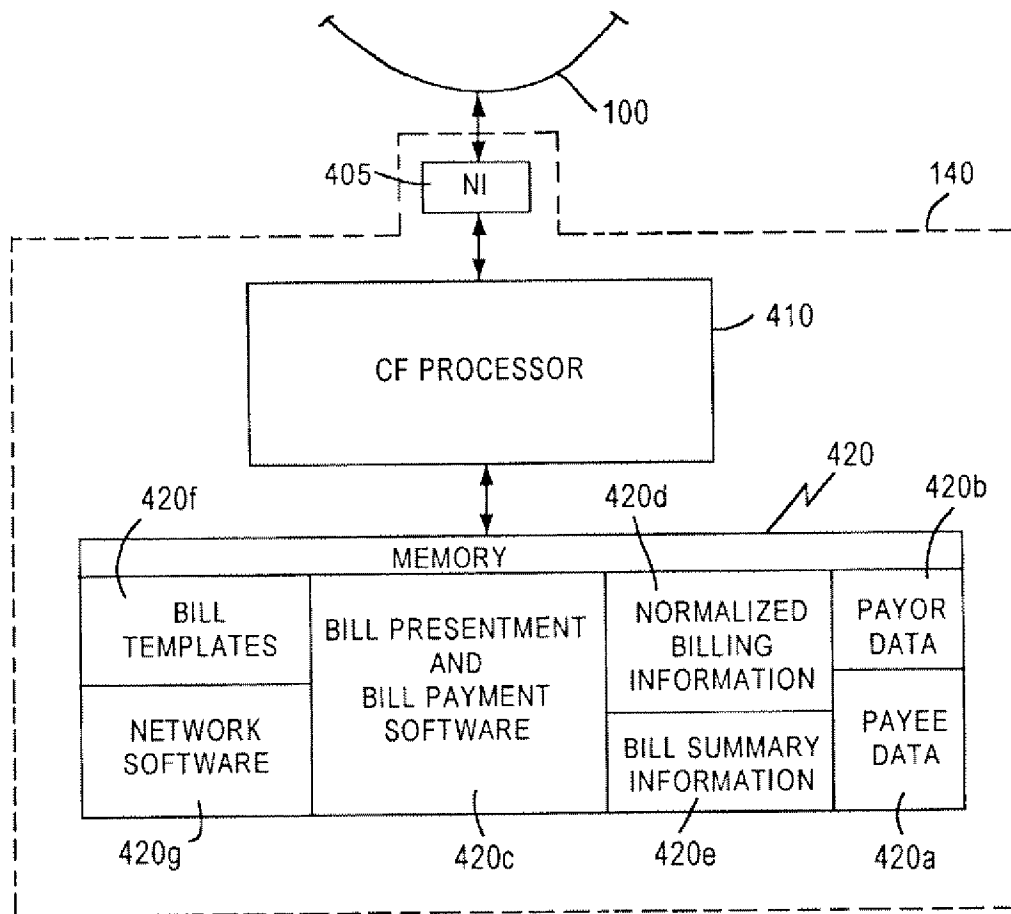 100
405
NI
140
410
CF PROCESSOR
420
420f
420d
420b
MEMORY
BILL
TEMPLATES
BILL PRESENTMENT
AND
BILL PAYMENT
SOFTWARE
NORMALIZED
BILLING
INFORMATION
PAYOR
DATA
NETWORK
SOFTWARE
BILL SUMMARY
INFORMATION
PAYEE
DATA
420g
420c
420e
420a